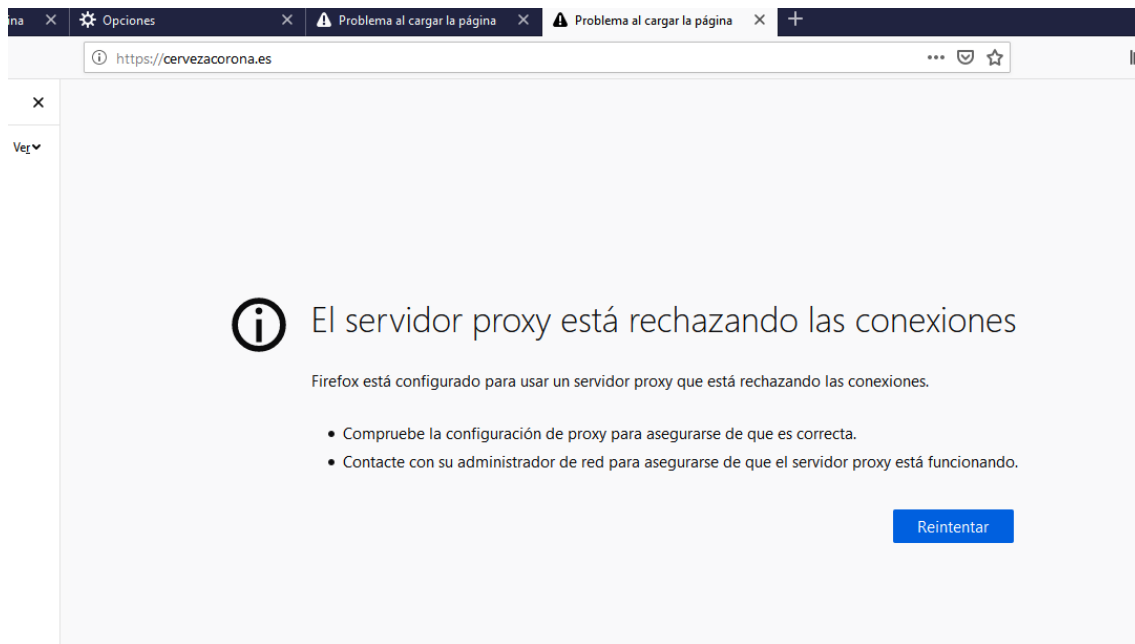 ina Opciones Problema al cargar la página Problema al cargar la página
https://cervezacorona.es
Ver
El servidor proxy está rechazando las conexiones
Firefox está configurado para usar un servidor proxy que está rechazando las conexiones.
Compruebe la configuración de proxy para asegurarse de que es correcta.
Contacte con su administrador de red para asegurarse de que el servidor proxy está funcionando.
Reintentar